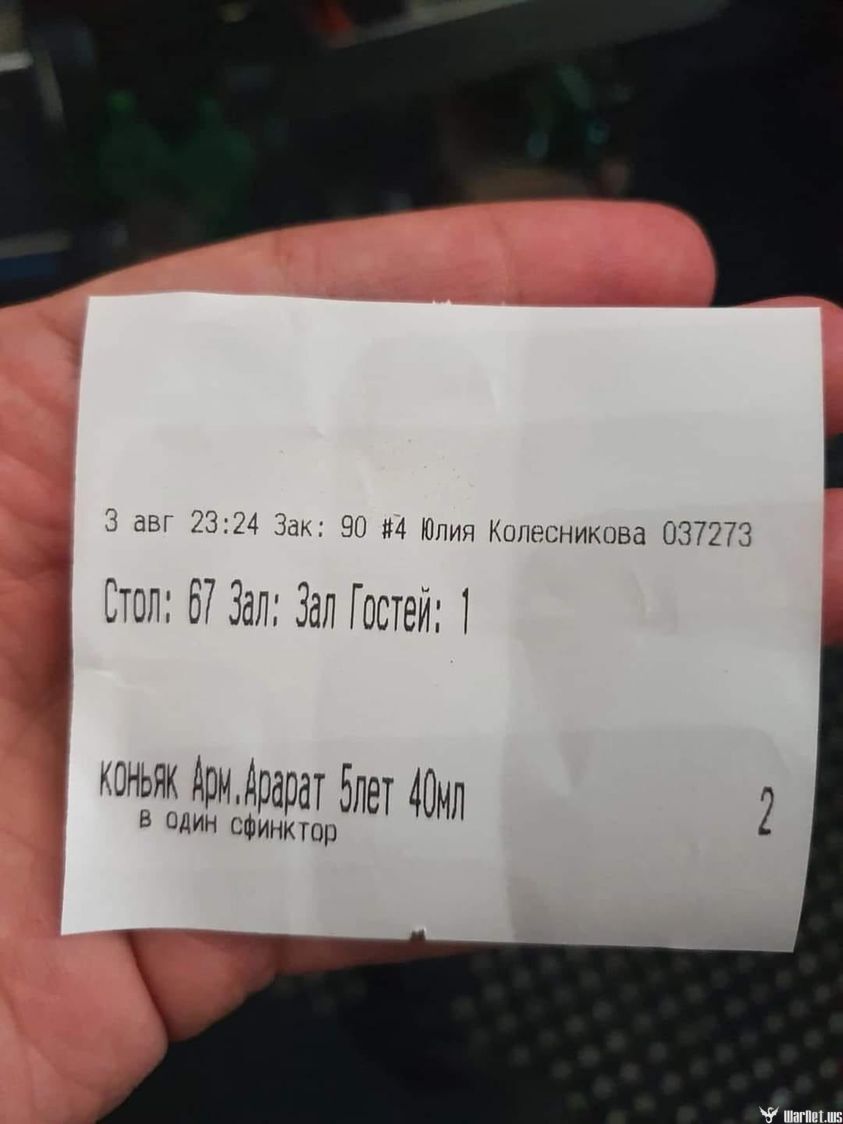 3 авг 23:24 Зак: 90 #4 Юлия Колесникова 037273
Стол: 67 Зал: Зал Гостей: 1
коньяк Арм.Арарат 5лет 40мл 2
в один сфинктор
WarNet.ws